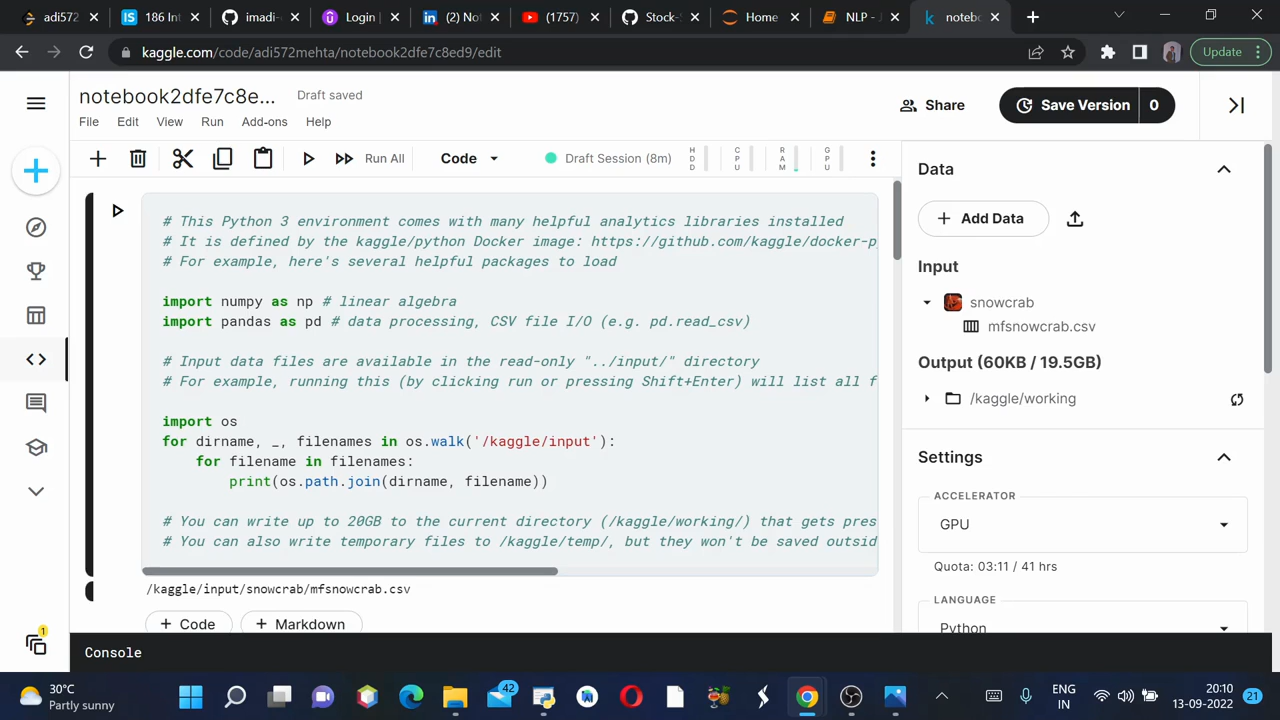 adi572
186 Int
imadi-
Login |
(2) No
(1757)
Stock-S
Home
NLP - J
notebo
kaggle.com/code/adi572mehta/notebook2dfe7c8ed9/edit
Update
notebook2dfe7c8e...
Draft saved
File Edit View Run Add-ons Help
Share
Save Version 0
Run All
Code
Draft Session (8m)
HDD
CPU
RAM
GPU
# This Python 3 environment comes with many helpful analytics libraries installed
# It is defined by the kaggle/python Docker image: https://github.com/kaggle/docker-p
# For example, here's several helpful packages to load
import numpy as np # linear algebra
import pandas as pd # data processing, CSV file I/O (e.g. pd.read_csv)
# Input data files are available in the read-only "../input/" directory
# For example, running this (by clicking run or pressing Shift+Enter) will list all f
import os
for dirname, _, filenames in os.walk('/kaggle/input'):
for filename in filenames:
print(os.path.join(dirname, filename))
# You can write up to 20GB to the current directory (/kaggle/working/) that gets pres
# You can also write temporary files to /kaggle/temp/, but they won't be saved outsid
/kaggle/input/snowcrab/mfsnowcrab.csv
+ Code
+ Markdown
Data
+ Add Data
Input
snowcrab
mfsnowcrab.csv
Output (60KB / 19.5GB)
/kaggle/working
Settings
ACCELERATOR
GPU
Quota: 03:11 / 41 hrs
LANGUAGE
Python
1
Console
30°C
Partly sunny
42
ENG
IN
20:10
13-09-2022
21